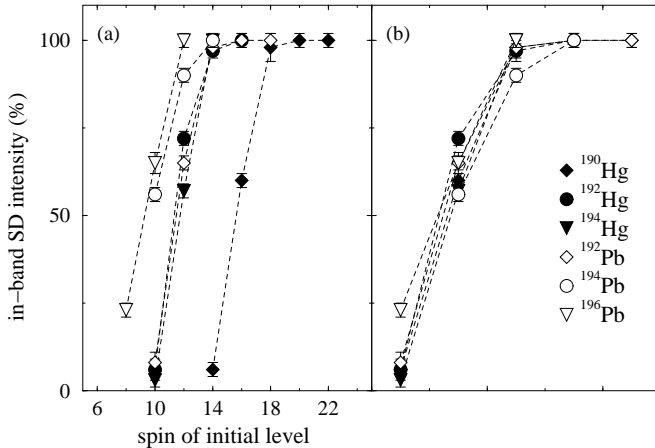 (a)
(b)
100
50
0
in−band SD intensity (%)
6 10 14 18 22
spin of initial level
¹⁹⁰Hg
¹⁹²Hg
¹⁹⁴Hg
¹⁹²Pb
¹⁹⁴Pb
¹⁹⁶Pb